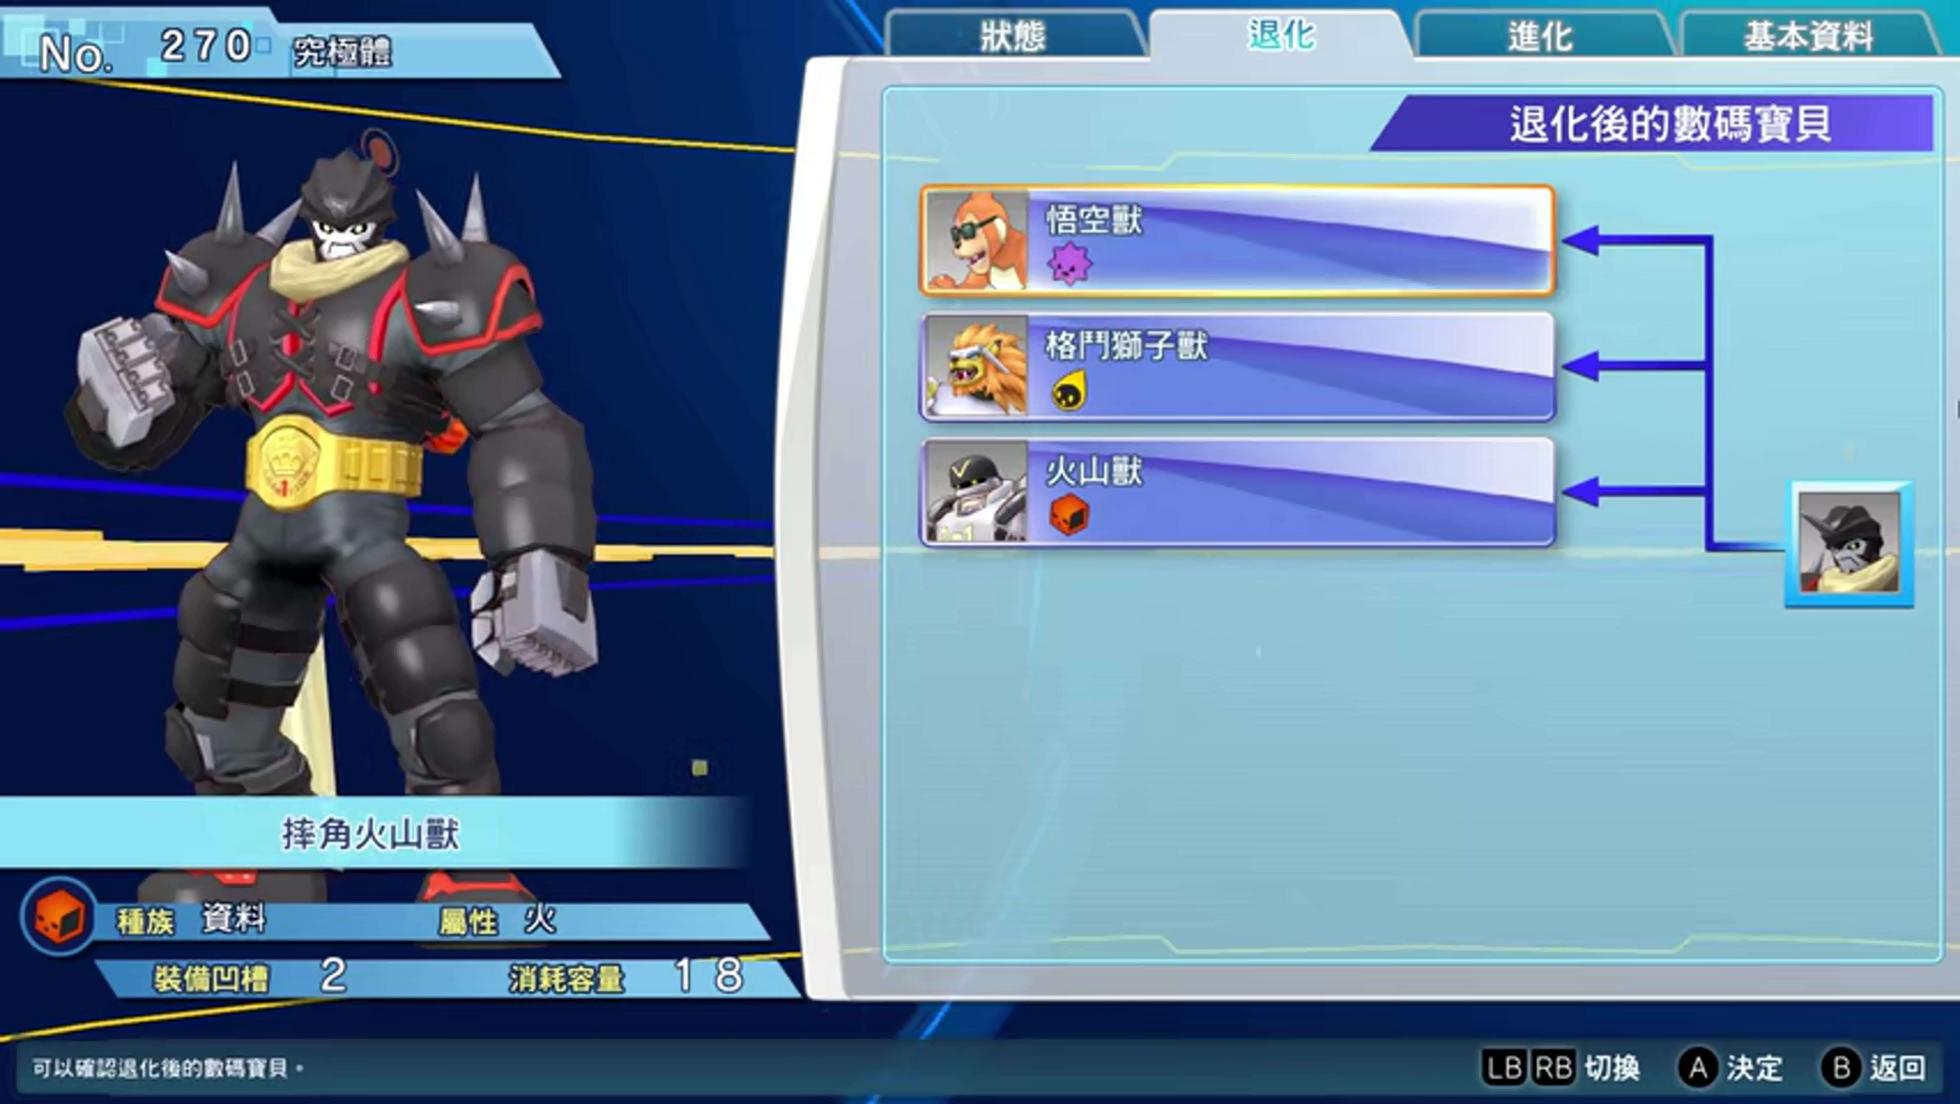 No. 270 究極體
狀態 退化 進化 基本資料
退化後的數碼寶貝
悟空獸
格鬥獅子獸
火山獸
摔角火山獸
種族 資料 屬性 火
裝備凹槽 2 消耗容量 18
可以確認退化後的數碼寶貝。
LB RB 切換 A 決定 B 返回